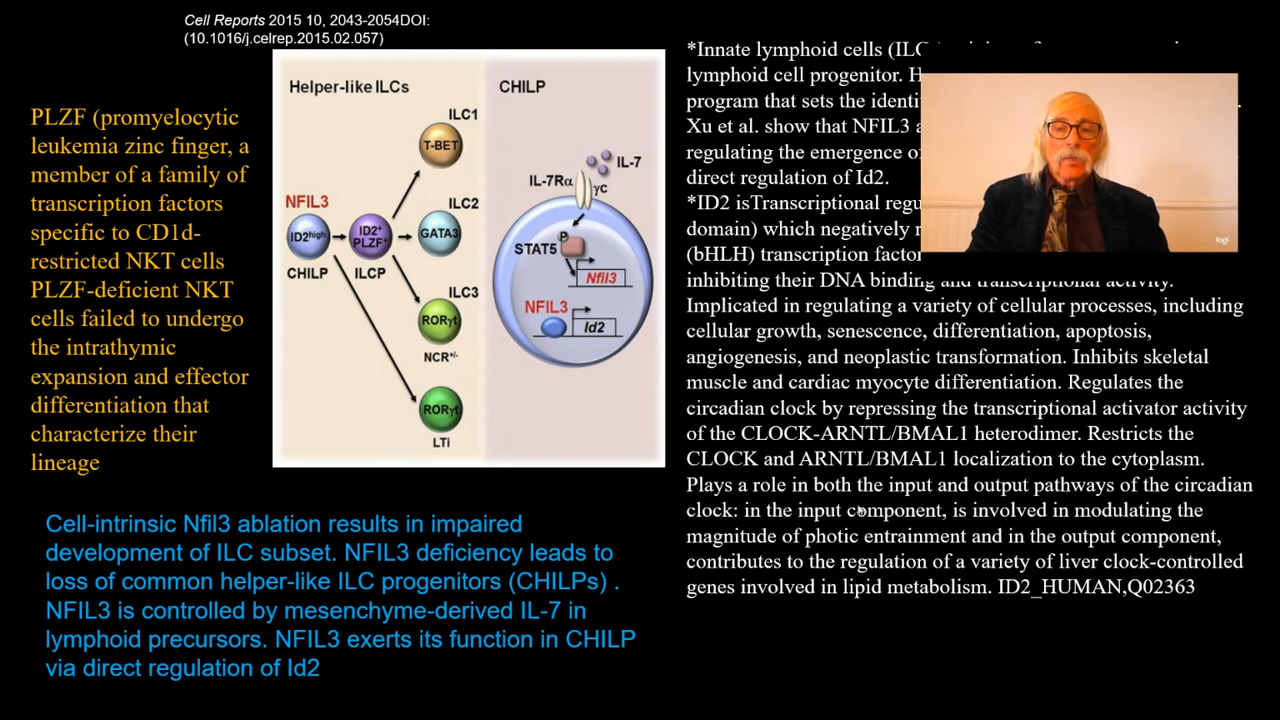 Cell Reports 2015 10, 2043-2054DOI:
(10.1016/j.celrep.2015.02.057)
PLZF (promyelocytic
leukemia zinc finger, a
member of a family of
transcription factors
specific to CD1d-
restricted NKT cells
PLZF-deficient NKT
cells failed to undergo
the intrathymic
expansion and effector
differentiation that
characterize their
lineage
Helper-like ILCs
ILC1
T-BET
NFIL3
ILC2
ID2high
ID2+
PLZF+
GATA3
CHILP
ILCP
ILC3
RORγt
NCR+/-
RORγt
LTi
CHILP
IL-7
IL-7Rα
γc
P
STAT5
Nfil3
NFIL3
Id2
Cell-intrinsic Nfil3 ablation results in impaired
development of ILC subset. NFIL3 deficiency leads to
loss of common helper-like ILC progenitors (CHILPs) .
NFIL3 is controlled by mesenchyme-derived IL-7 in
lymphoid precursors. NFIL3 exerts its function in CHILP
via direct regulation of Id2
*Innate lymphoid cells (ILC
lymphoid cell progenitor.
program that sets the
Xu et al. show that NFIL3
regulating the emergence
direct regulation of Id2.
*ID2 isTranscriptional
domain) which negatively
(bHLH) transcription
inhibiting their DNA binding and transcriptional activity.
Implicated in regulating a variety of cellular processes, including
cellular growth, senescence, differentiation, apoptosis,
angiogenesis, and neoplastic transformation. Inhibits skeletal
muscle and cardiac myocyte differentiation. Regulates the
circadian clock by repressing the transcriptional activator activity
of the CLOCK-ARNTL/BMAL1 heterodimer. Restricts the
CLOCK and ARNTL/BMAL1 localization to the cytoplasm.
Plays a role in both the input and output pathways of the circadian
clock: in the input component, is involved in modulating the
magnitude of photic entrainment and in the output component,
contributes to the regulation of a variety of liver clock-controlled
genes involved in lipid metabolism. ID2_HUMAN,Q02363
logi